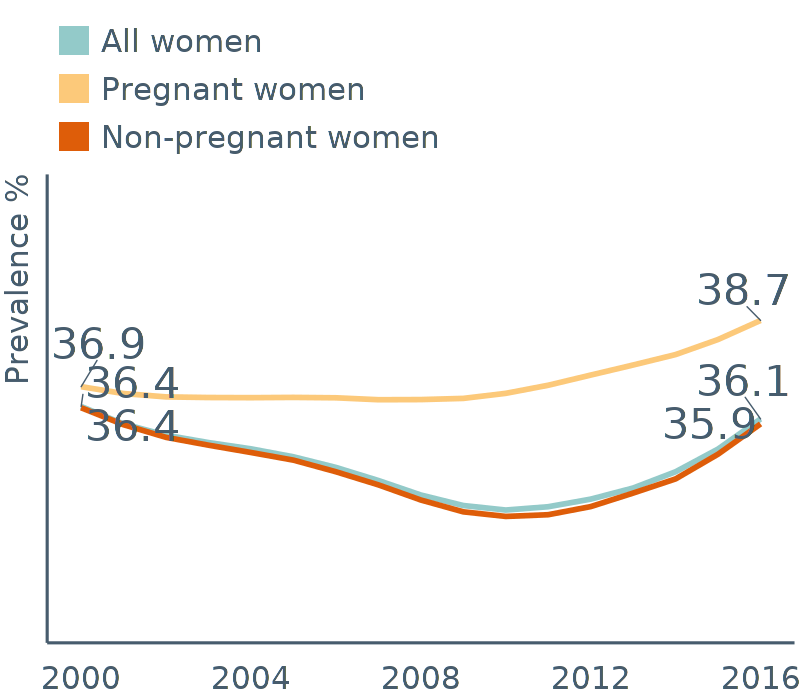 All women
Pregnant women
Non-pregnant women
Prevalence %
38.7
36.9
36.4
36.1
36.4
35.9
2000 2004 2008 2012 2016